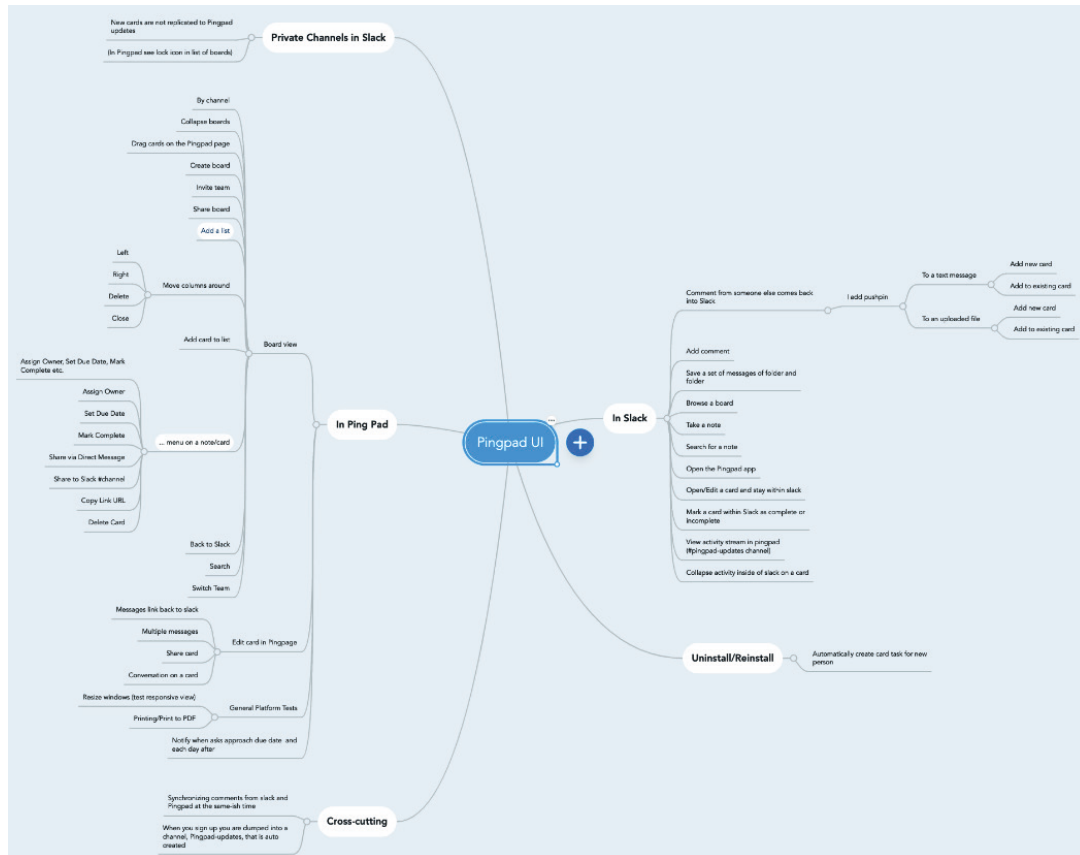 New cards are not replicated to Pingpad
updates
Private Channels in Slack
(In Pingpad see lock icon in list of boards)
By channel
Collapse boards
Drag cards on the Pingpad page
Create board
Invite team
Share board
Add a list
Left
Right
Move columns around
Delete
Close
Add card to list
Board view
Assign Owner, Set Due Date, Mark
Complete etc.
Assign Owner
Set Due Date
Mark Complete
... menu on a note/card
Share via Direct Message
Share to Slack #channel
Copy Link URL
Delete Card
Back to Slack
Search
Switch Team
In Ping Pad
Messages link back to slack
Multiple messages
Edit card in Pingpage
Share card
Conversation on a card
Resize windows (test responsive view)
General Platform Tests
Printing/Print to PDF
Notify when asks approach due date and
each day after
Synchronizing comments from slack and
Pingpad at the same-ish time
Cross-cutting
When you sign up you are dumped into a
channel, Pingpad-updates, that is auto
created
Pingpad UI
In Slack
Comment from someone else comes back
into Slack
I add pushpin
To a text message
Add new card
Add to existing card
To an uploaded file
Add new card
Add to existing card
Add comment
Save a set of messages of folder and
folder
Browse a board
Take a note
Search for a note
Open the Pingpad app
Open/Edit a card and stay within slack
Mark a card within Slack as complete or
incomplete
View activity stream in pingpad
(#pingpad-updates channel)
Collapse activity inside of slack on a card
Uninstall/Reinstall
Automatically create card task for new
person